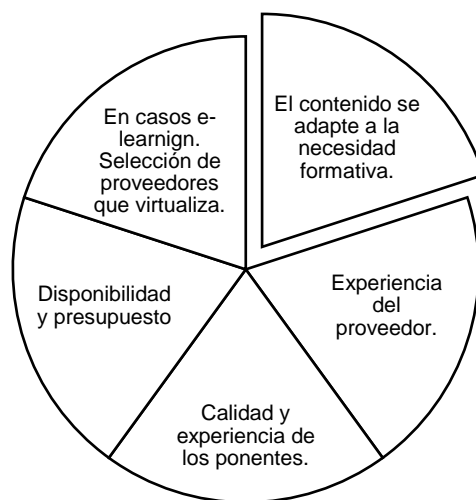 El contenido se
adapte a la
necesidad
formativa.
Experiencia
del
proveedor.
Calidad y
experiencia de
los ponentes.
Disponibilidad
y presupuesto
En casos e-
learnign.
Selección de
proveedores
que virtualiza.